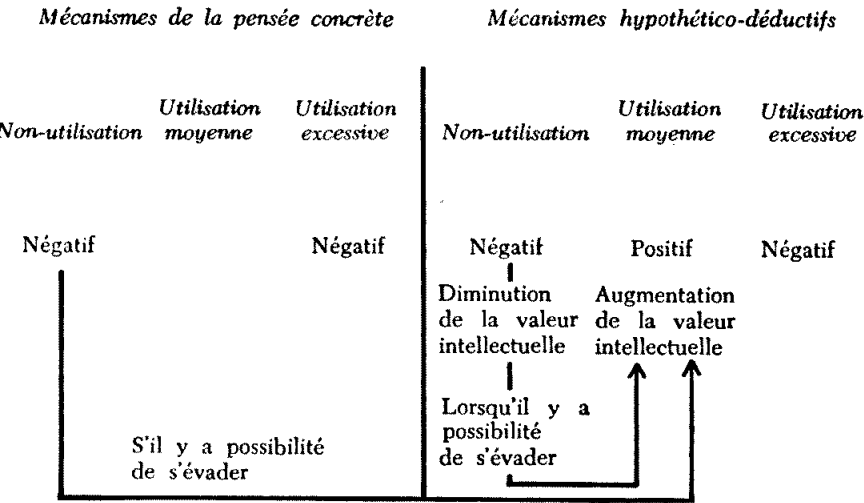 Mécanismes de la pensée concrète
Mécanismes hypothético-déductifs
Non-utilisation
Utilisation
moyenne
Utilisation
excessive
Non-utilisation
Utilisation
moyenne
Utilisation
excessive
Négatif
Négatif
Négatif
Positif
Négatif
Diminution
de la valeur
intellectuelle
Augmentation
de la valeur
intellectuelle
Lorsqu'il y a
possibilité
de s'évader
S'il y a possibilité
de s'évader